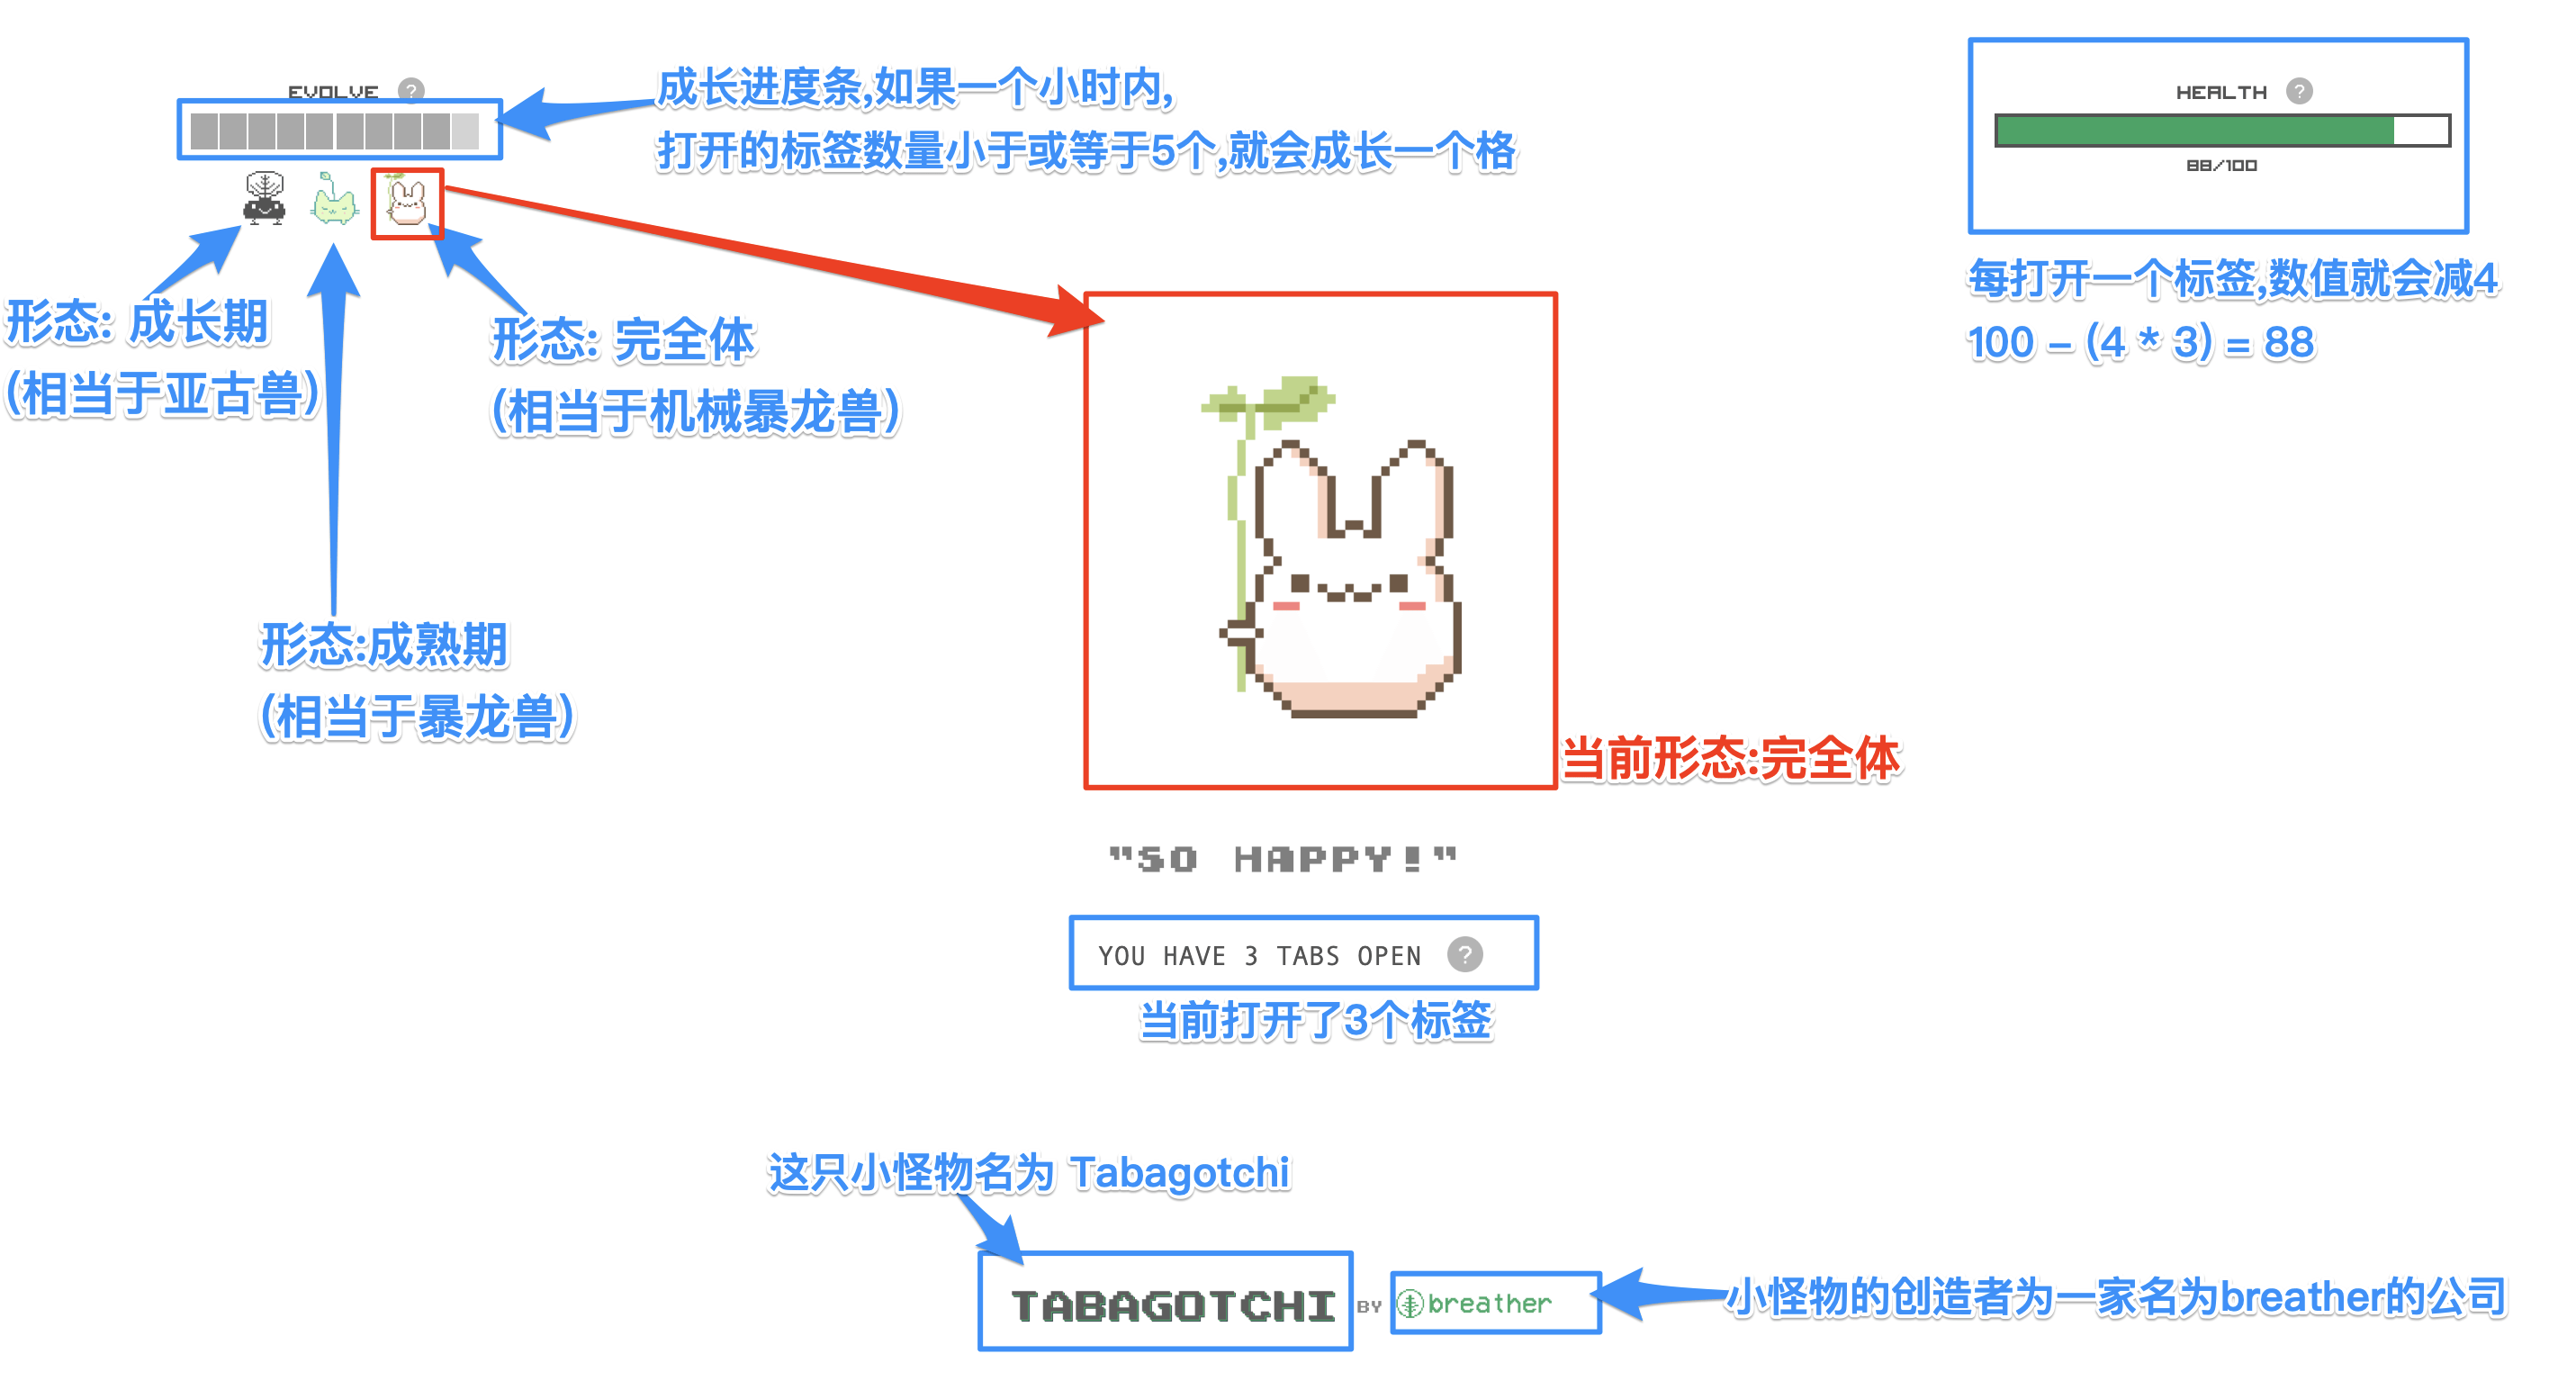 EVOLVE ?
成长进度条,如果一个小时内,
打开的标签数量小于或等于5个,就会成长一个格
HEALTH ?
88/100
每打开一个标签,数值就会减4
100 – (4 * 3) = 88
形态: 成长期
(相当于亚古兽)
形态: 完全体
(相当于机械暴龙兽)
形态:成熟期
(相当于暴龙兽)
当前形态:完全体
"SO HAPPY!"
YOU HAVE 3 TABS OPEN ?
当前打开了3个标签
这只小怪物名为 Tabagotchi
TABAGOTCHI BY breather
小怪物的创造者为一家名为breather的公司